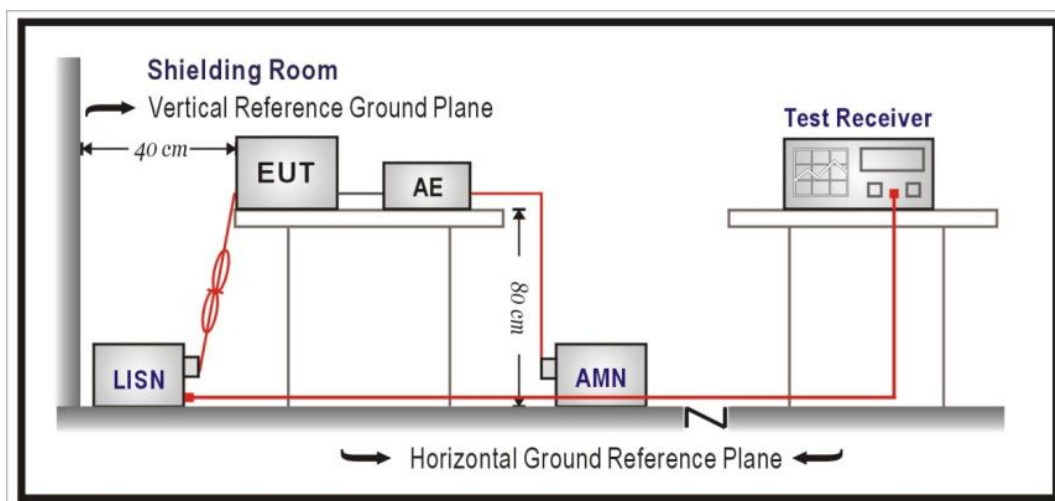 Shielding Room
Vertical Reference Ground Plane
Test Receiver
40 cm
EUT
AE
80 cm
LISN
AMN
Horizontal Ground Reference Plane